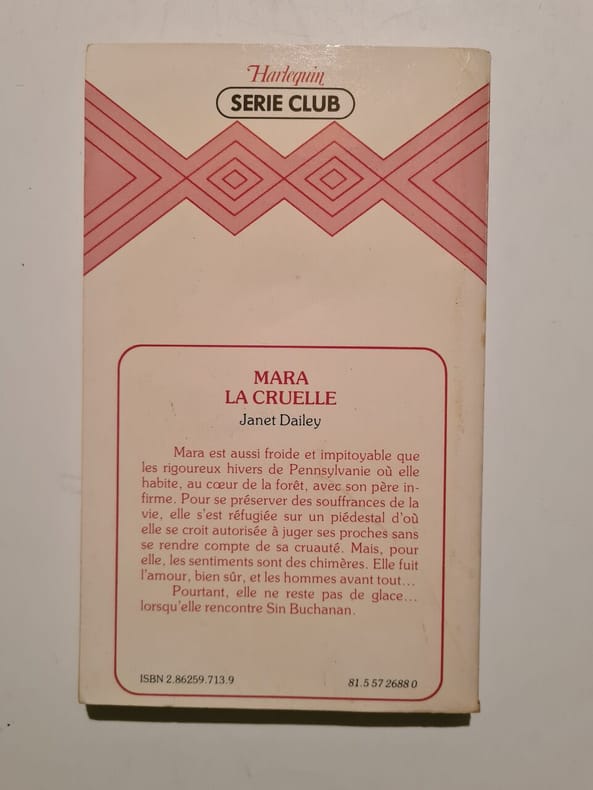 Harlequin
SERIE CLUB
MARA
LA CRUELLE
Janet Dailey
Mara est aussi froide et impitoyable que
les rigoureux hivers de Pennsylvanie où elle
habite, au cœur de la forêt, avec son père in-
firme. Pour se préserver des souffrances de la
vie, elle s'est réfugiée sur un piédestal d'où
elle se croit autorisée à juger ses proches sans
se rendre compte de sa cruauté. Mais, pour
elle, les sentiments sont des chimères. Elle fuit
l'amour, bien sûr, et les hommes avant tout...
Pourtant, elle ne reste pas de glace...
lorsqu'elle rencontre Sin Buchanan.
ISBN 2.86259.713.9
81.5 57 2688 0